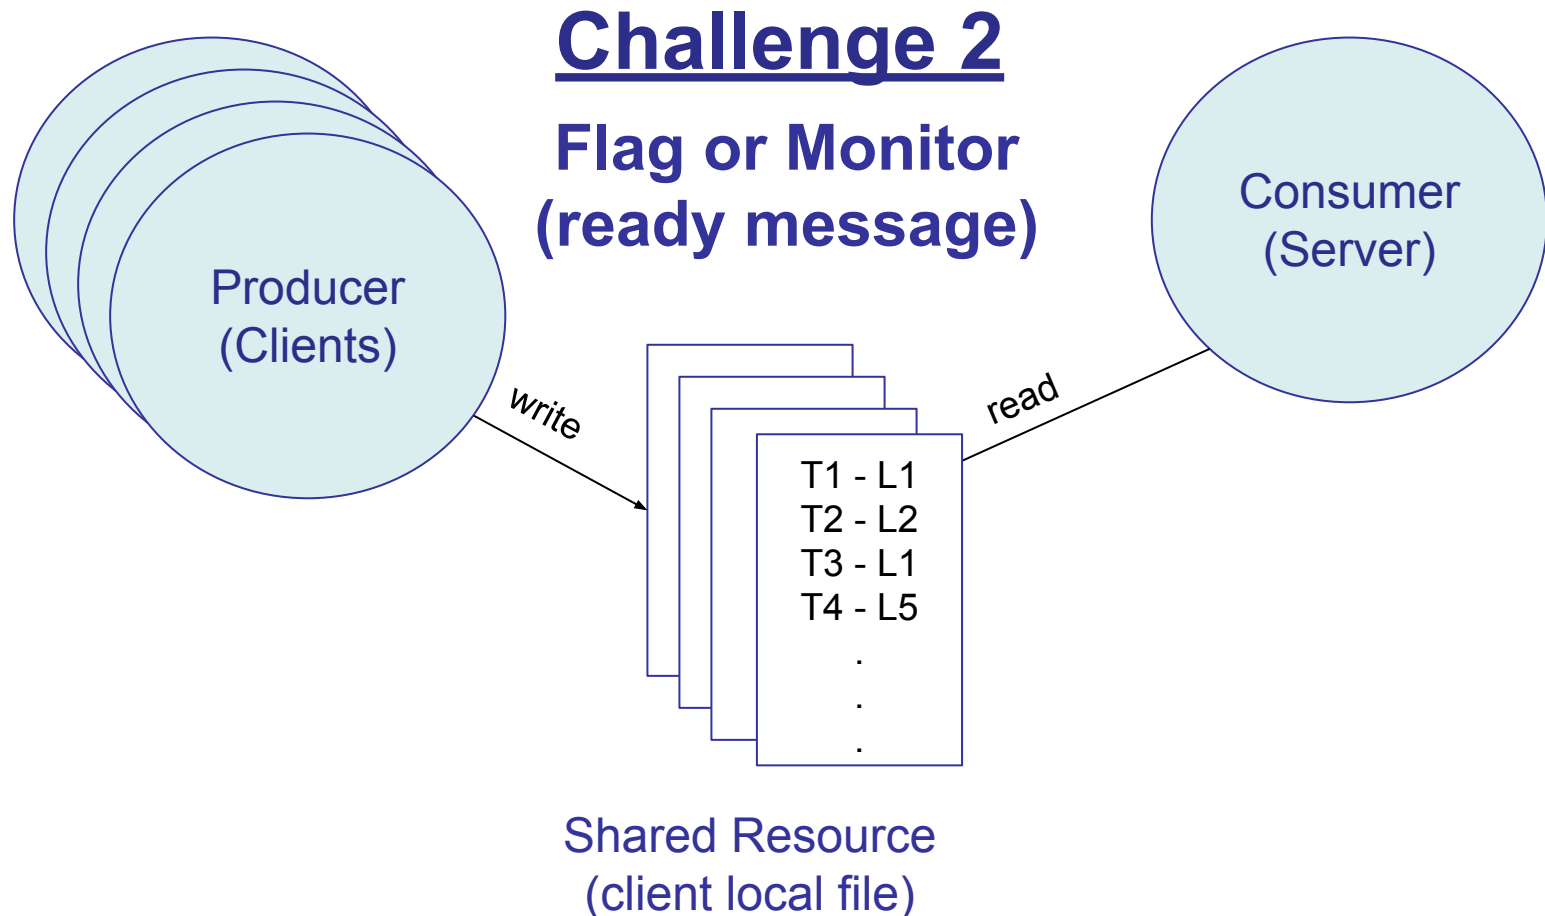 Challenge 2
Flag or Monitor
(ready message)
Producer
(Clients)
Consumer
(Server)
write
read
T1 - L1
T2 - L2
T3 - L1
T4 - L5
.
.
.
Shared Resource
(client local file)